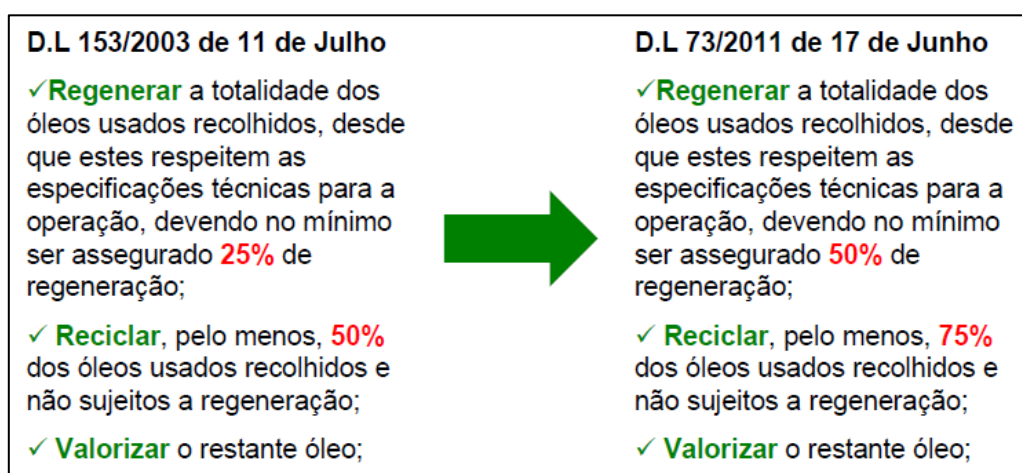 D.L 153/2003 de 11 de Julho
✓Regenerar a totalidade dos
óleos usados recolhidos, desde
que estes respeitem as
especificações técnicas para a
operação, devendo no mínimo
ser assegurado 25% de
regeneração;
✓ Reciclar, pelo menos, 50%
dos óleos usados recolhidos e
não sujeitos a regeneração;
✓ Valorizar o restante óleo;
D.L 73/2011 de 17 de Junho
✓Regenerar a totalidade dos
óleos usados recolhidos, desde
que estes respeitem as
especificações técnicas para a
operação, devendo no mínimo
ser assegurado 50% de
regeneração;
✓ Reciclar, pelo menos, 75%
dos óleos usados recolhidos e
não sujeitos a regeneração;
✓ Valorizar o restante óleo;